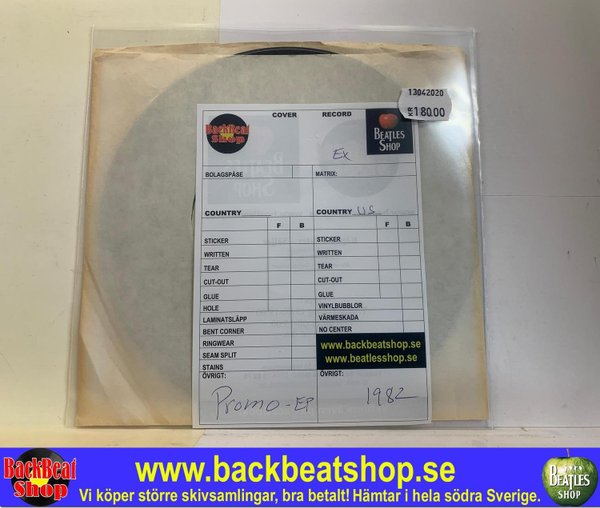 13042020
KR 180.00
COVER RECORD
BackBeat
Shop
BEATLES
SHOP
Ex
BOLAGSPÅSE MATRIX:
COUNTRY COUNTRY US
F B F B
STICKER STICKER
WRITTEN WRITTEN
TEAR TEAR
CUT-OUT CUT-OUT
GLUE GLUE
HOLE VINYLBUBBLOR
LAMINATSLÄPP VÄRMESKADA
BENT CORNER NO CENTER
RINGWEAR www.backbeatshop.se
SEAM SPLIT www.beatlesshop.se
STAINS
ÖVRIGT: ÖVRIGT:
Promo-EP 1982
BackBeat
Shop
www.backbeatshop.se
Vi köper större skivsamlingar, bra betalt! Hämtar i hela södra Sverige.
BEATLES
SHOP